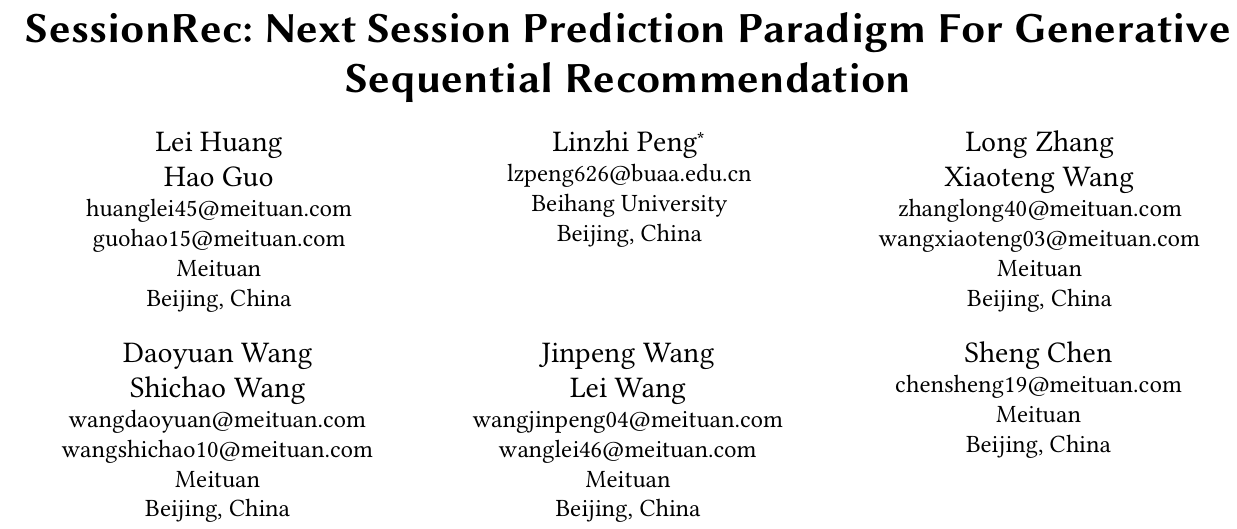 SessionRec: Next Session Prediction Paradigm For Generative
Sequential Recommendation
Lei Huang
Hao Guo
huanglei45@meituan.com
guohao15@meituan.com
Meituan
Beijing, China
Linzhi Peng*
lzpeng626@buaa.edu.cn
Beihang University
Beijing, China
Long Zhang
Xiaoteng Wang
zhanglong40@meituan.com
wangxiaoteng03@meituan.com
Meituan
Beijing, China
Daoyuan Wang
Shichao Wang
wangdaoyuan@meituan.com
wangshichao10@meituan.com
Meituan
Beijing, China
Jinpeng Wang
Lei Wang
wangjinpeng04@meituan.com
wanglei46@meituan.com
Meituan
Beijing, China
Sheng Chen
chensheng19@meituan.com
Meituan
Beijing, China